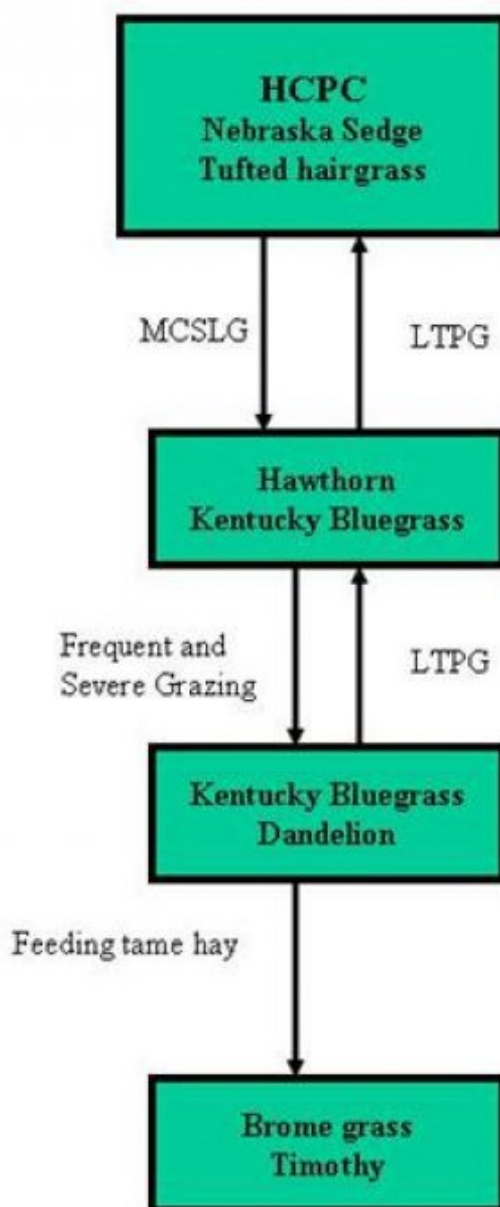 HCPC
Nebraska Sedge
Tufted hairgrass
MCSLG
LTPG
Hawthorn
Kentucky Bluegrass
Frequent and
Severe Grazing
LTPG
Kentucky Bluegrass
Dandelion
Feeding tame hay
Brome grass
Timothy